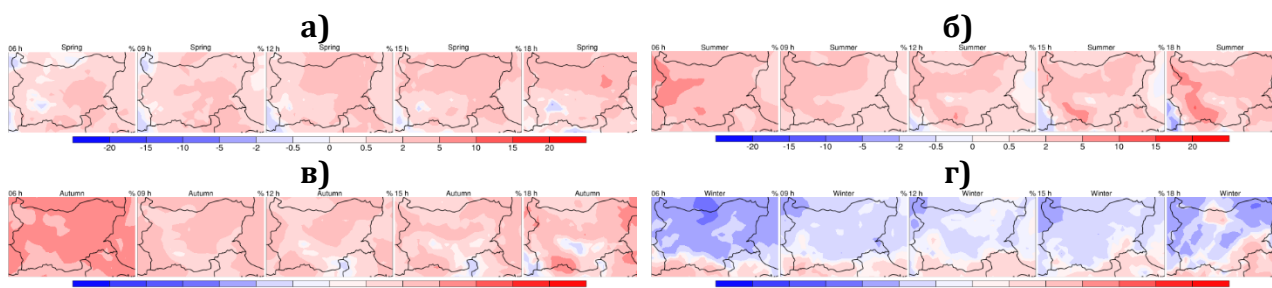 а)
06 h Spring % 09 h Spring % 12 h Spring % 15 h Spring % 18 h Spring
-20 -15 -5 -2 -0.5 0 0.5 2 5 10 15 20
б)
06 h Summer % 09 h Summer % 12 h Summer % 15 h Summer % 18 h Summer
-20 -15 -5 -2 -0.5 0 0.5 2 5 10 15 20
в)
06 h Autumn % 09 h Autumn % 12 h Autumn % 15 h Autumn % 18 h Autumn
г)
06 h Winter % 09 h Winter % 12 h Winter % 15 h Winter % 18 h Winter